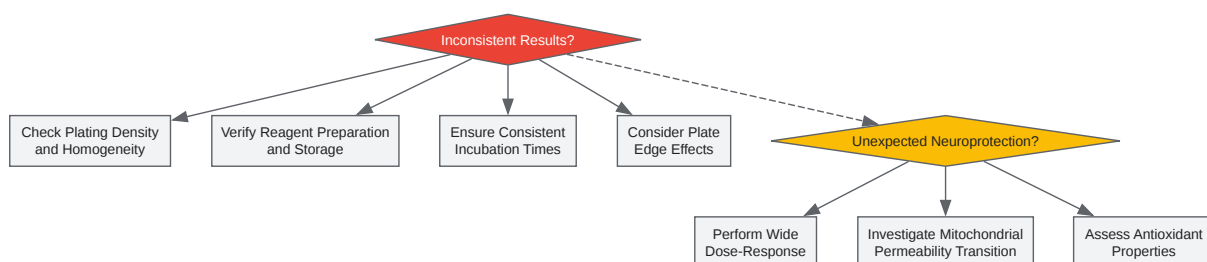 Inconsistent Results?
Check Plating Density
and Homogeneity
Verify Reagent Preparation
and Storage
Ensure Consistent
Incubation Times
Consider Plate
Edge Effects
Unexpected Neuroprotection?
Perform Wide
Dose-Response
Investigate Mitochondrial
Permeability Transition
Assess Antioxidant
Properties